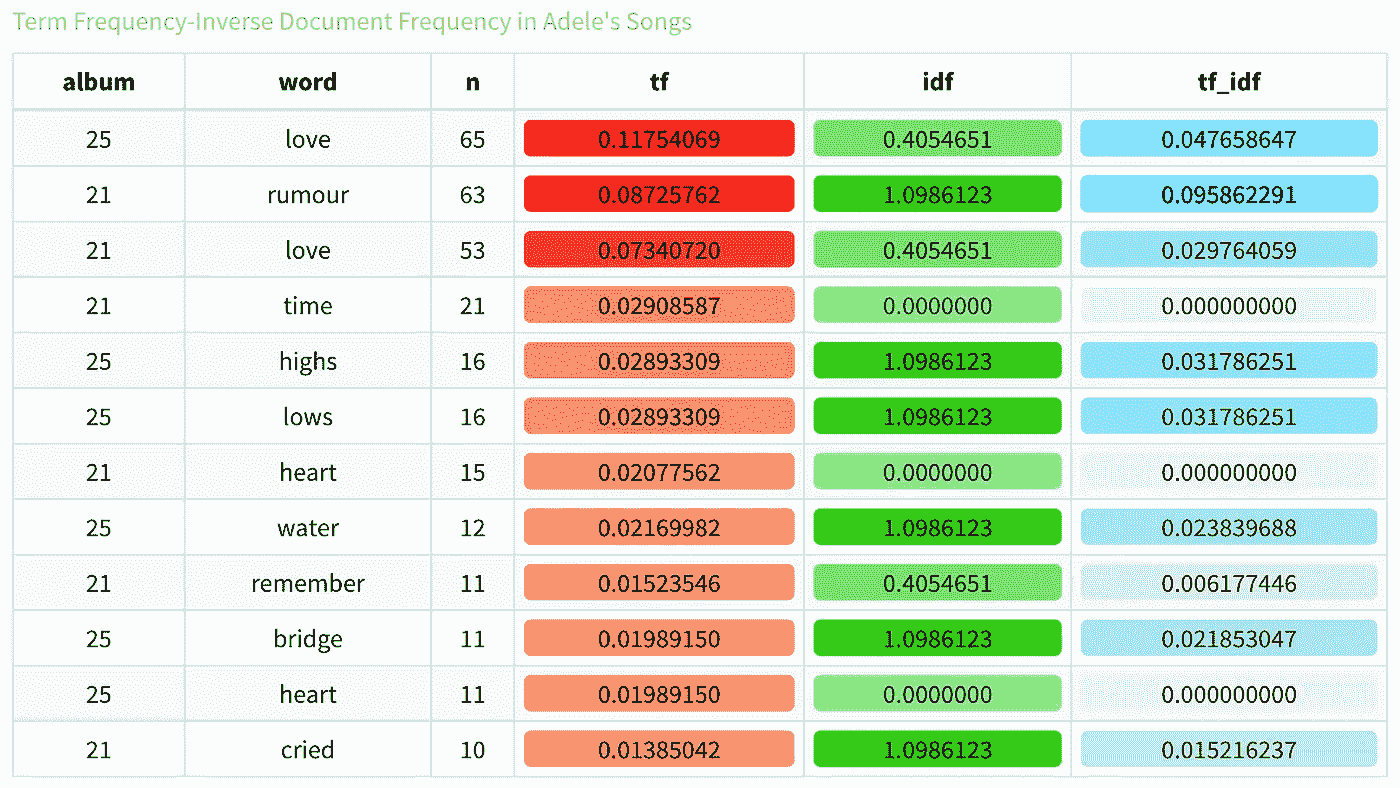 Term Frequency-Inverse Document Frequency in Adele's Songs
album word n tf idf tf_idf
25 love 65 0.11754069 0.4054651 0.047658647
21 rumour 63 0.08725762 1.0986123 0.095862291
21 love 53 0.07340720 0.4054651 0.029764059
21 time 21 0.02908587 0.0000000 0.000000000
25 highs 16 0.02893309 1.0986123 0.031786251
25 lows 16 0.02893309 1.0986123 0.031786251
21 heart 15 0.02077562 0.0000000 0.000000000
25 water 12 0.02169982 1.0986123 0.023839688
21 remember 11 0.01523546 0.4054651 0.006177446
25 bridge 11 0.01989150 1.0986123 0.021853047
25 heart 11 0.01989150 0.0000000 0.000000000
21 cried 10 0.01385042 1.0986123 0.015216237